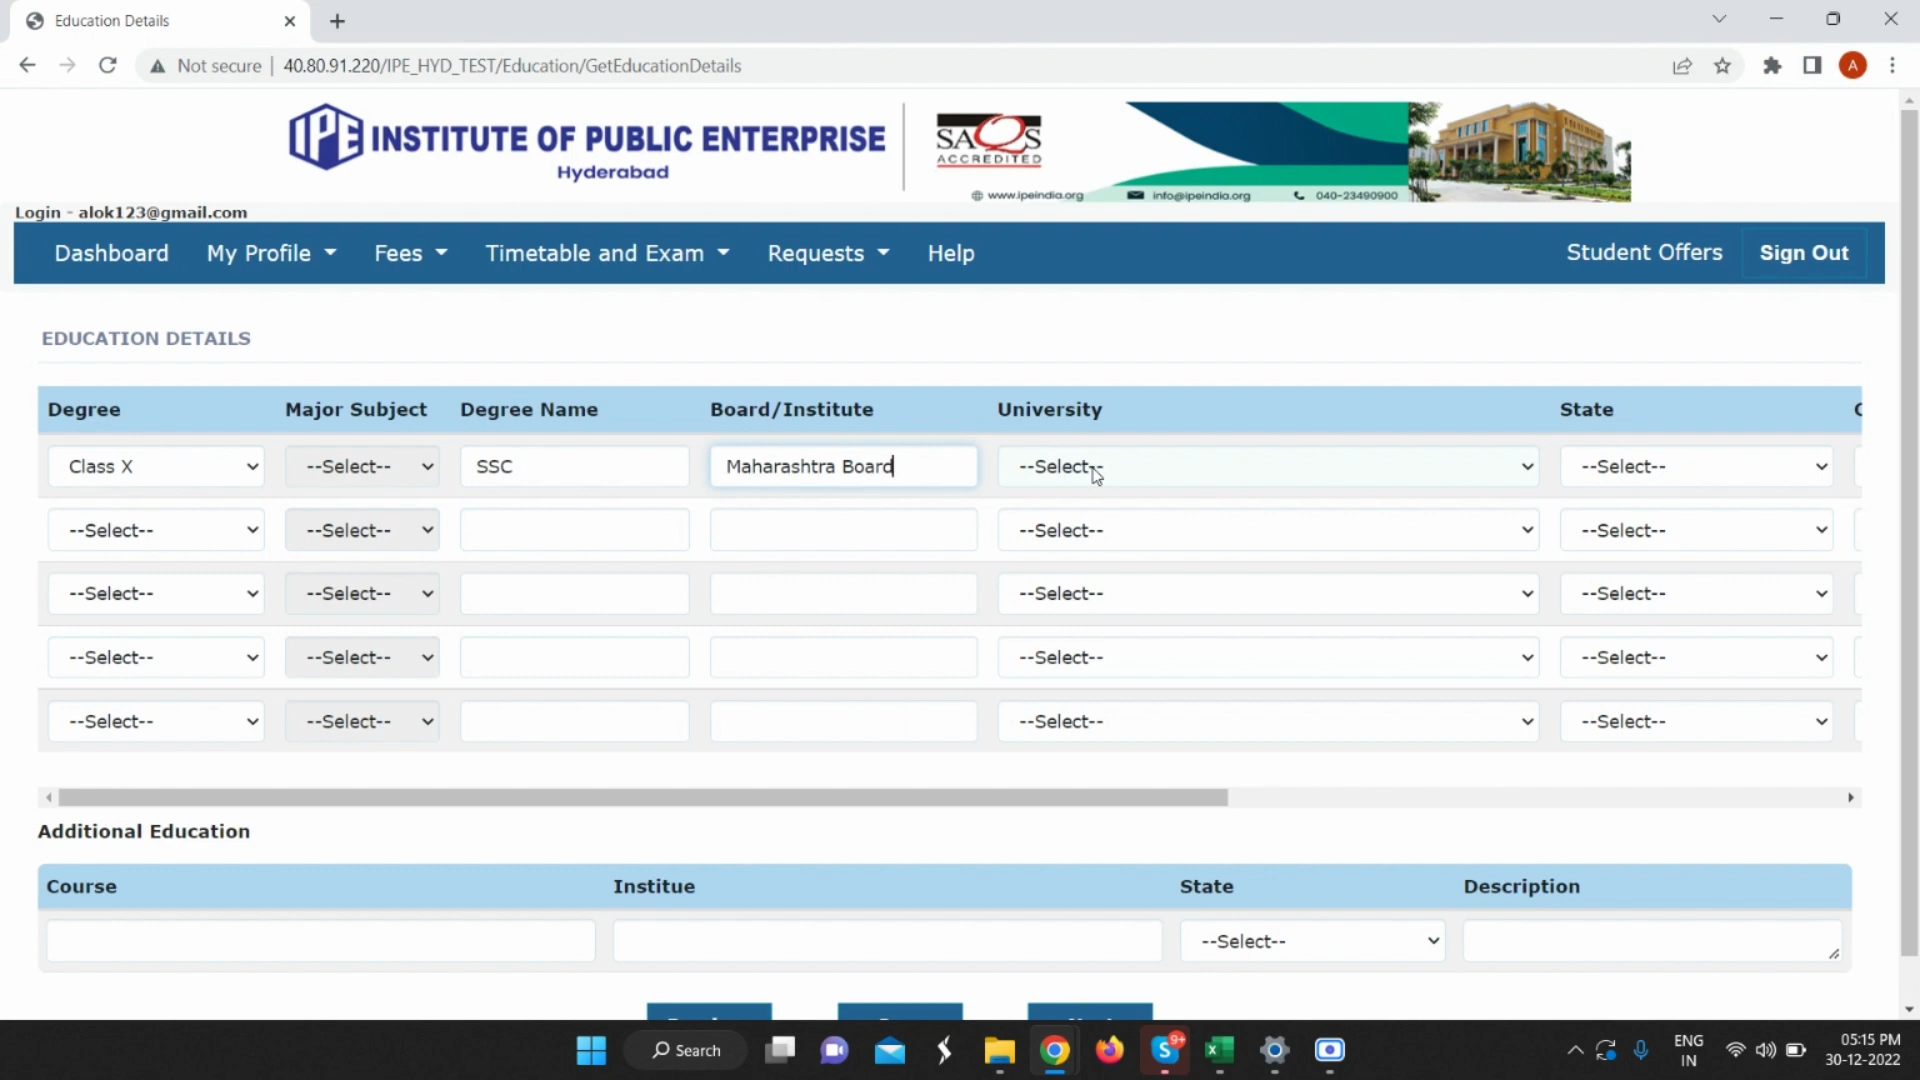 Education Details
Not secure | 40.80.91.220/IPE_HYD_TEST/Education/GetEducationDetails
A
IPE INSTITUTE OF PUBLIC ENTERPRISE
Hyderabad
SAQS
ACCREDITED
www.ipeindia.org info@ipeindia.org 040-23490900
Login - alok123@gmail.com
Dashboard My Profile Fees Timetable and Exam Requests Help Student Offers Sign Out
EDUCATION DETAILS
Degree Major Subject Degree Name Board/Institute University State
Class X --Select-- SSC Maharashtra Board --Select-- --Select--
--Select-- --Select-- --Select-- --Select--
--Select-- --Select-- --Select-- --Select--
--Select-- --Select-- --Select-- --Select--
--Select-- --Select-- --Select-- --Select--
Additional Education
Course Institue State Description
--Select--
Search
9+
ENG
IN
05:15 PM
30-12-2022